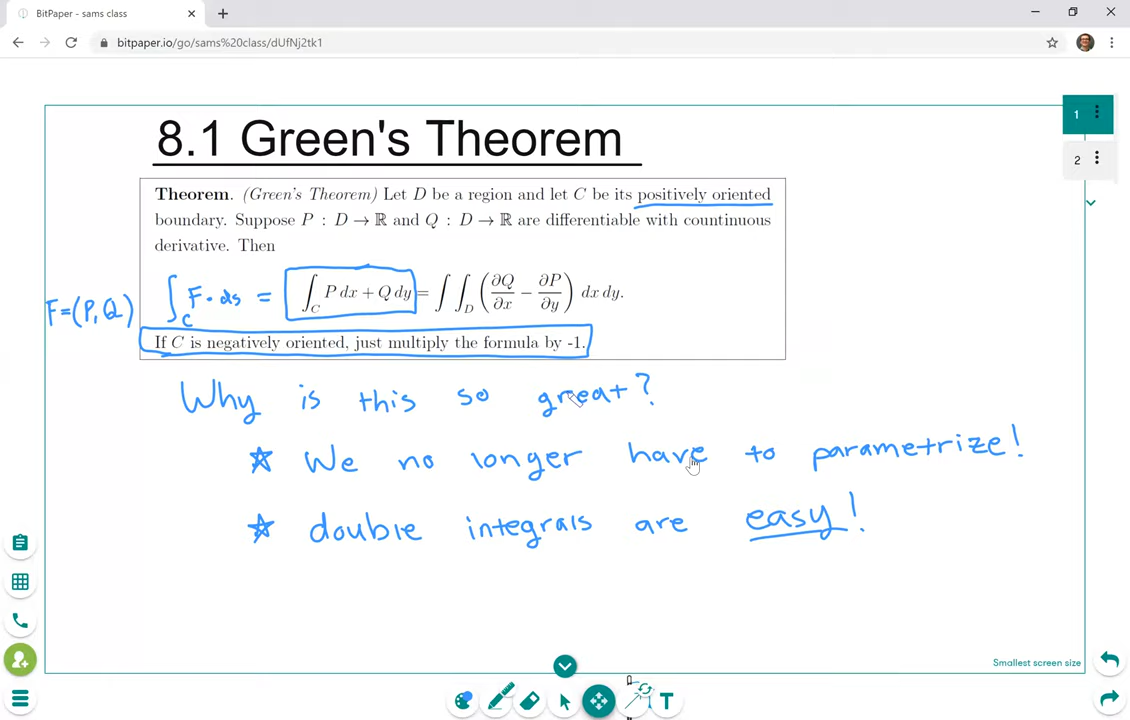 BitPaper - sams class
bitpaper.io/go/sams%20class/dUfNj2tk1
1
2
8.1 Green's Theorem
Theorem. (Green's Theorem) Let D be a region and let C be its positively oriented
boundary. Suppose P : D → ℝ and Q : D → ℝ are differentiable with countinuous
derivative. Then
F=(P,Q) ∫_C F·ds = ∫_C P dx + Q dy = ∫∫_D (∂Q/∂x − ∂P/∂y) dx dy.
If C is negatively oriented, just multiply the formula by -1.
Why is this so great?
☆ We no longer have to parametrize!
☆ double integrals are easy!
Smallest screen size
T